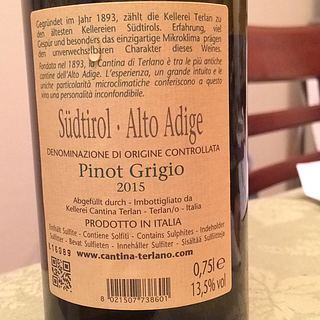 Gegründet im Jahr 1893, zählt die Kellerei Terlan zu
den ältesten Kellereien Südtirols. Erfahrung, viel
Gespür und besonders das einzigartige Mikroklima prägen
den unverwechselbaren Charakter dieses Weines.
Fondata nel 1893, la Cantina di Terlano è tra le più antiche
cantine dell'Alto Adige. L'esperienza, un grande intuito e le
uniche particolarità microclimatiche conferiscono a questo
vino una personalità inconfondibile.
Südtirol · Alto Adige
DENOMINAZIONE DI ORIGINE CONTROLLATA
Pinot Grigio
2015
Abgefüllt durch - Imbottigliato da
Kellerei Cantina Terlan - Terlan/o - Italia
PRODOTTO IN ITALIA
Enthält Sulfite - Contiene Solfiti - Contains Sulphites - Indeholder
Sulfitter - Bevat Sulfieten - Innehåller Sulfiter - Sisältää Sulfiitteja
L16089
www.cantina-terlano.com
0,75l e
13,5% vol
8 021507 738601